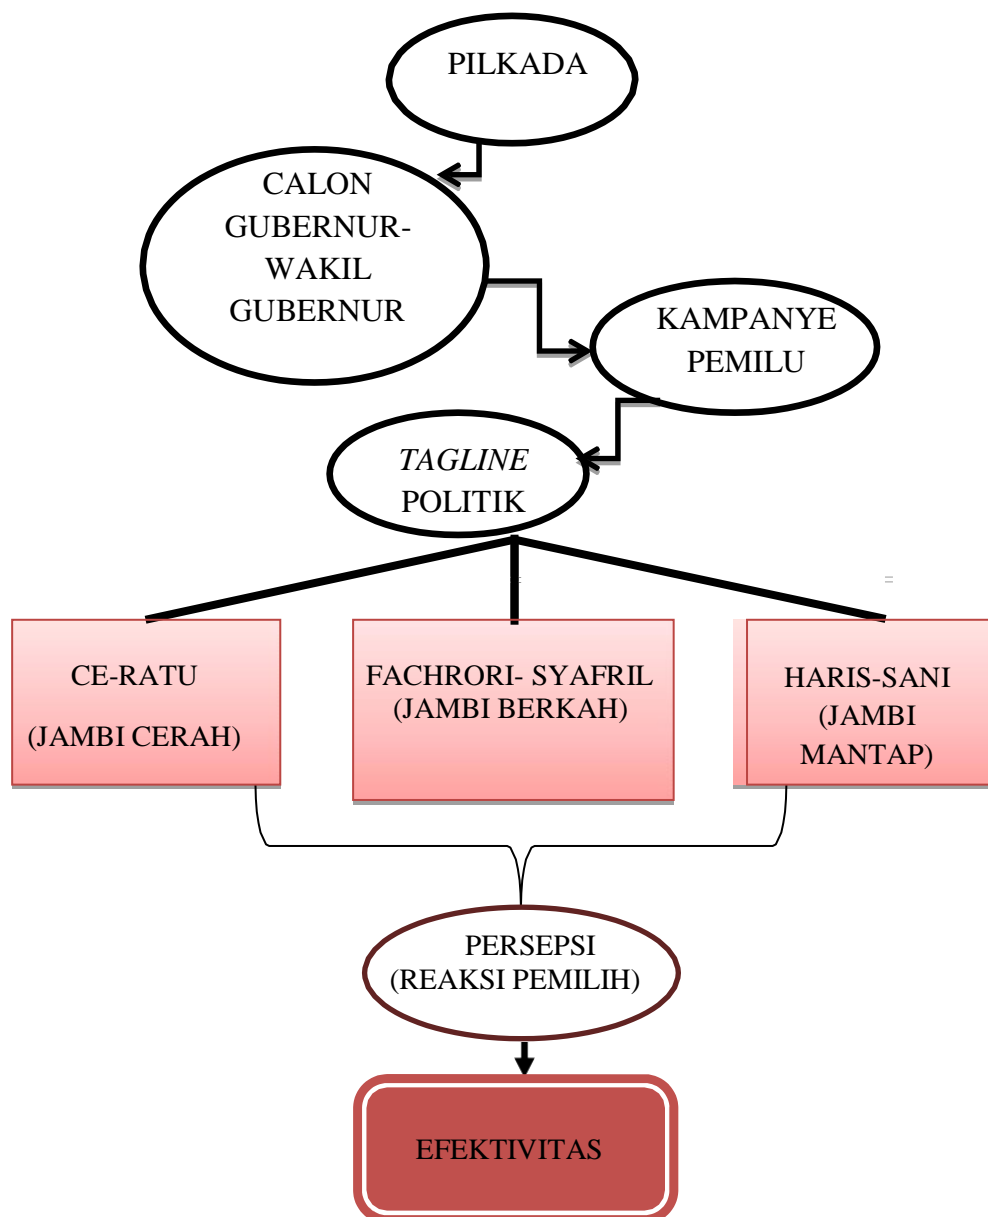 PILKADA
CALON
GUBERNUR-
WAKIL
GUBERNUR
KAMPANYE
PEMILU
TAGLINE
POLITIK
CE-RATU
(JAMBI CERAH)
FACHRORI- SYAFRIL
(JAMBI BERKAH)
HARIS-SANI
(JAMBI
MANTAP)
PERSEPSI
(REAKSI PEMILIH)
EFEKTIVITAS